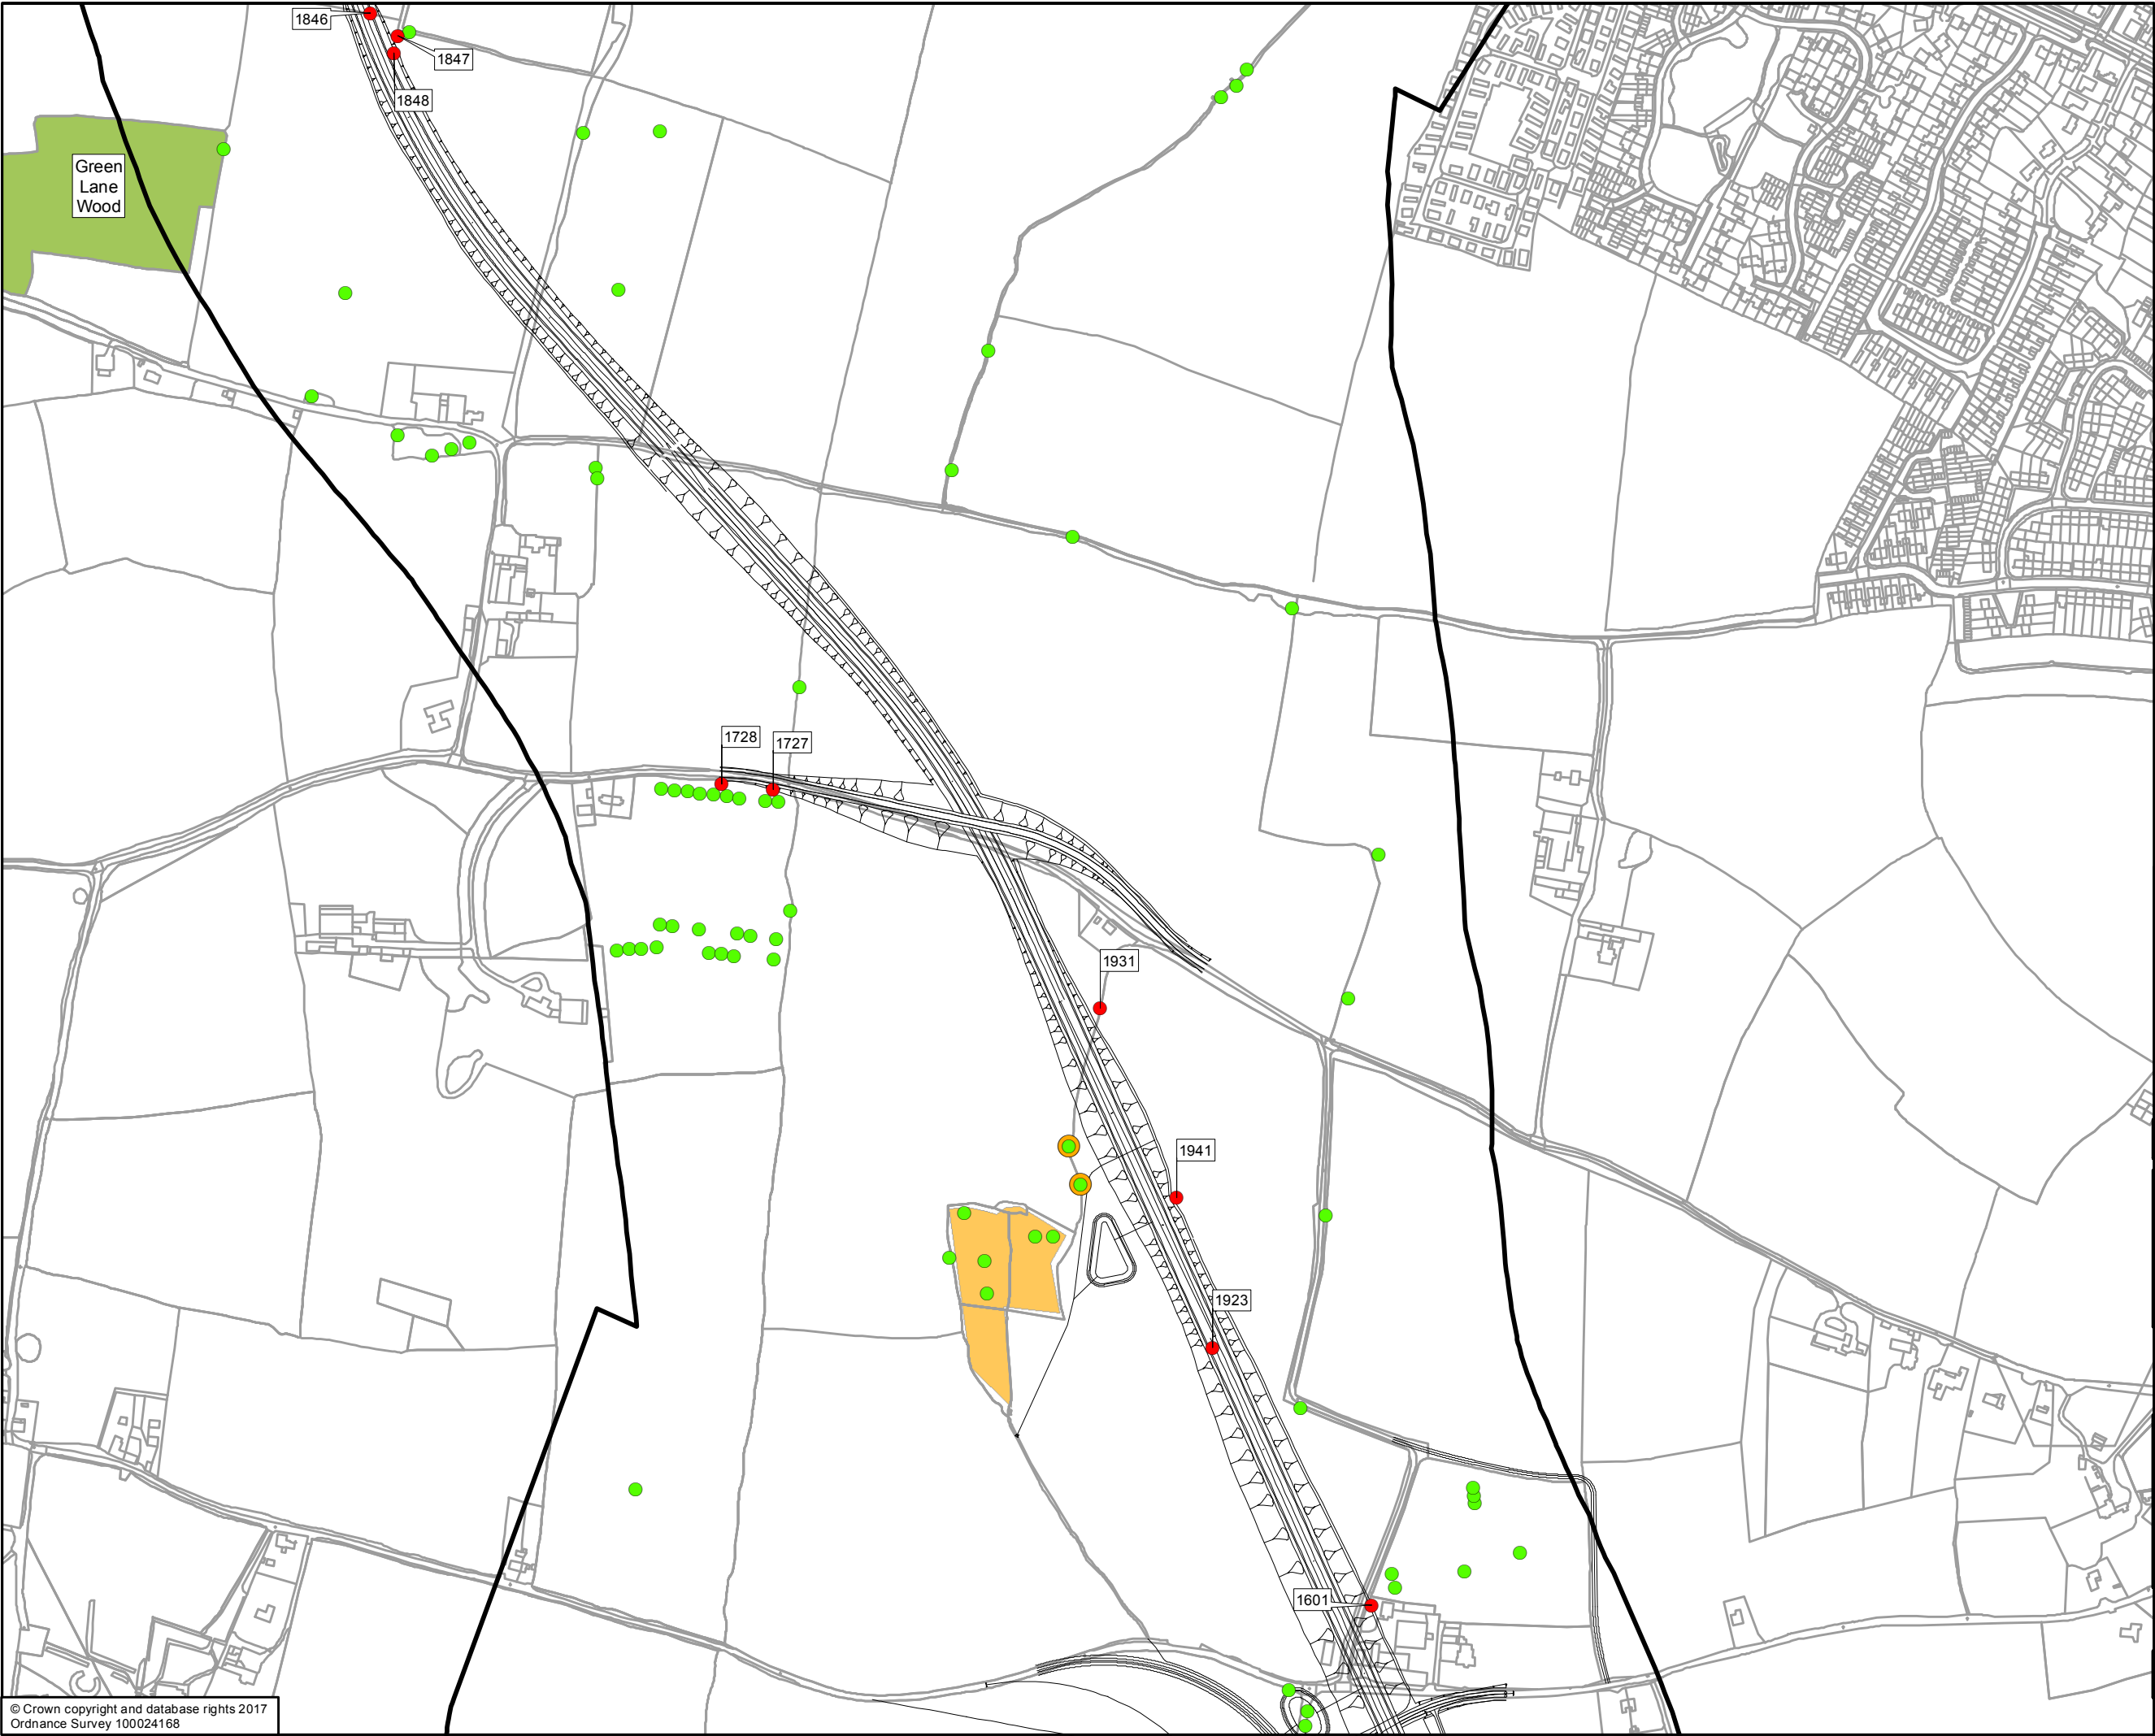 1846
1847
1848
Green
Lane
Wood
1728
1727
1931
1941
1923
1601
© Crown copyright and database rights 2017
Ordnance Survey 100024168